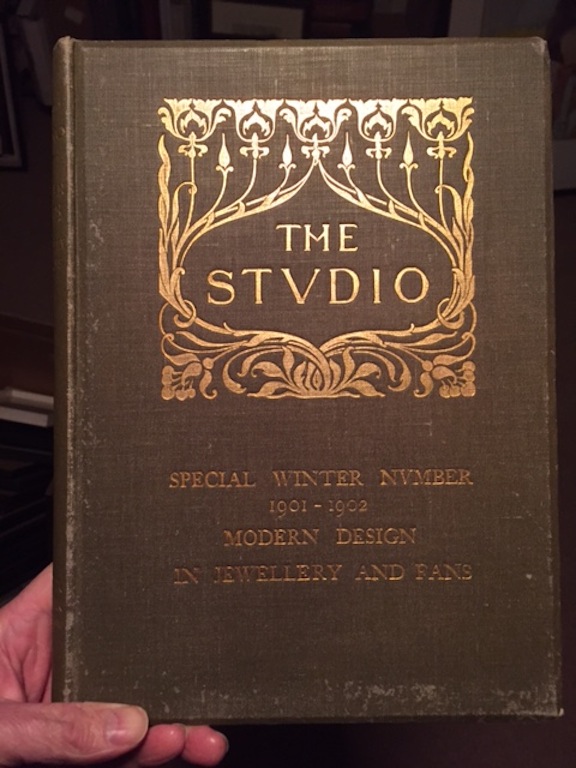 THE
STVDIO
SPECIAL WINTER NVMBER
1901-1902
MODERN DESIGN
IN JEWELLERY AND FANS